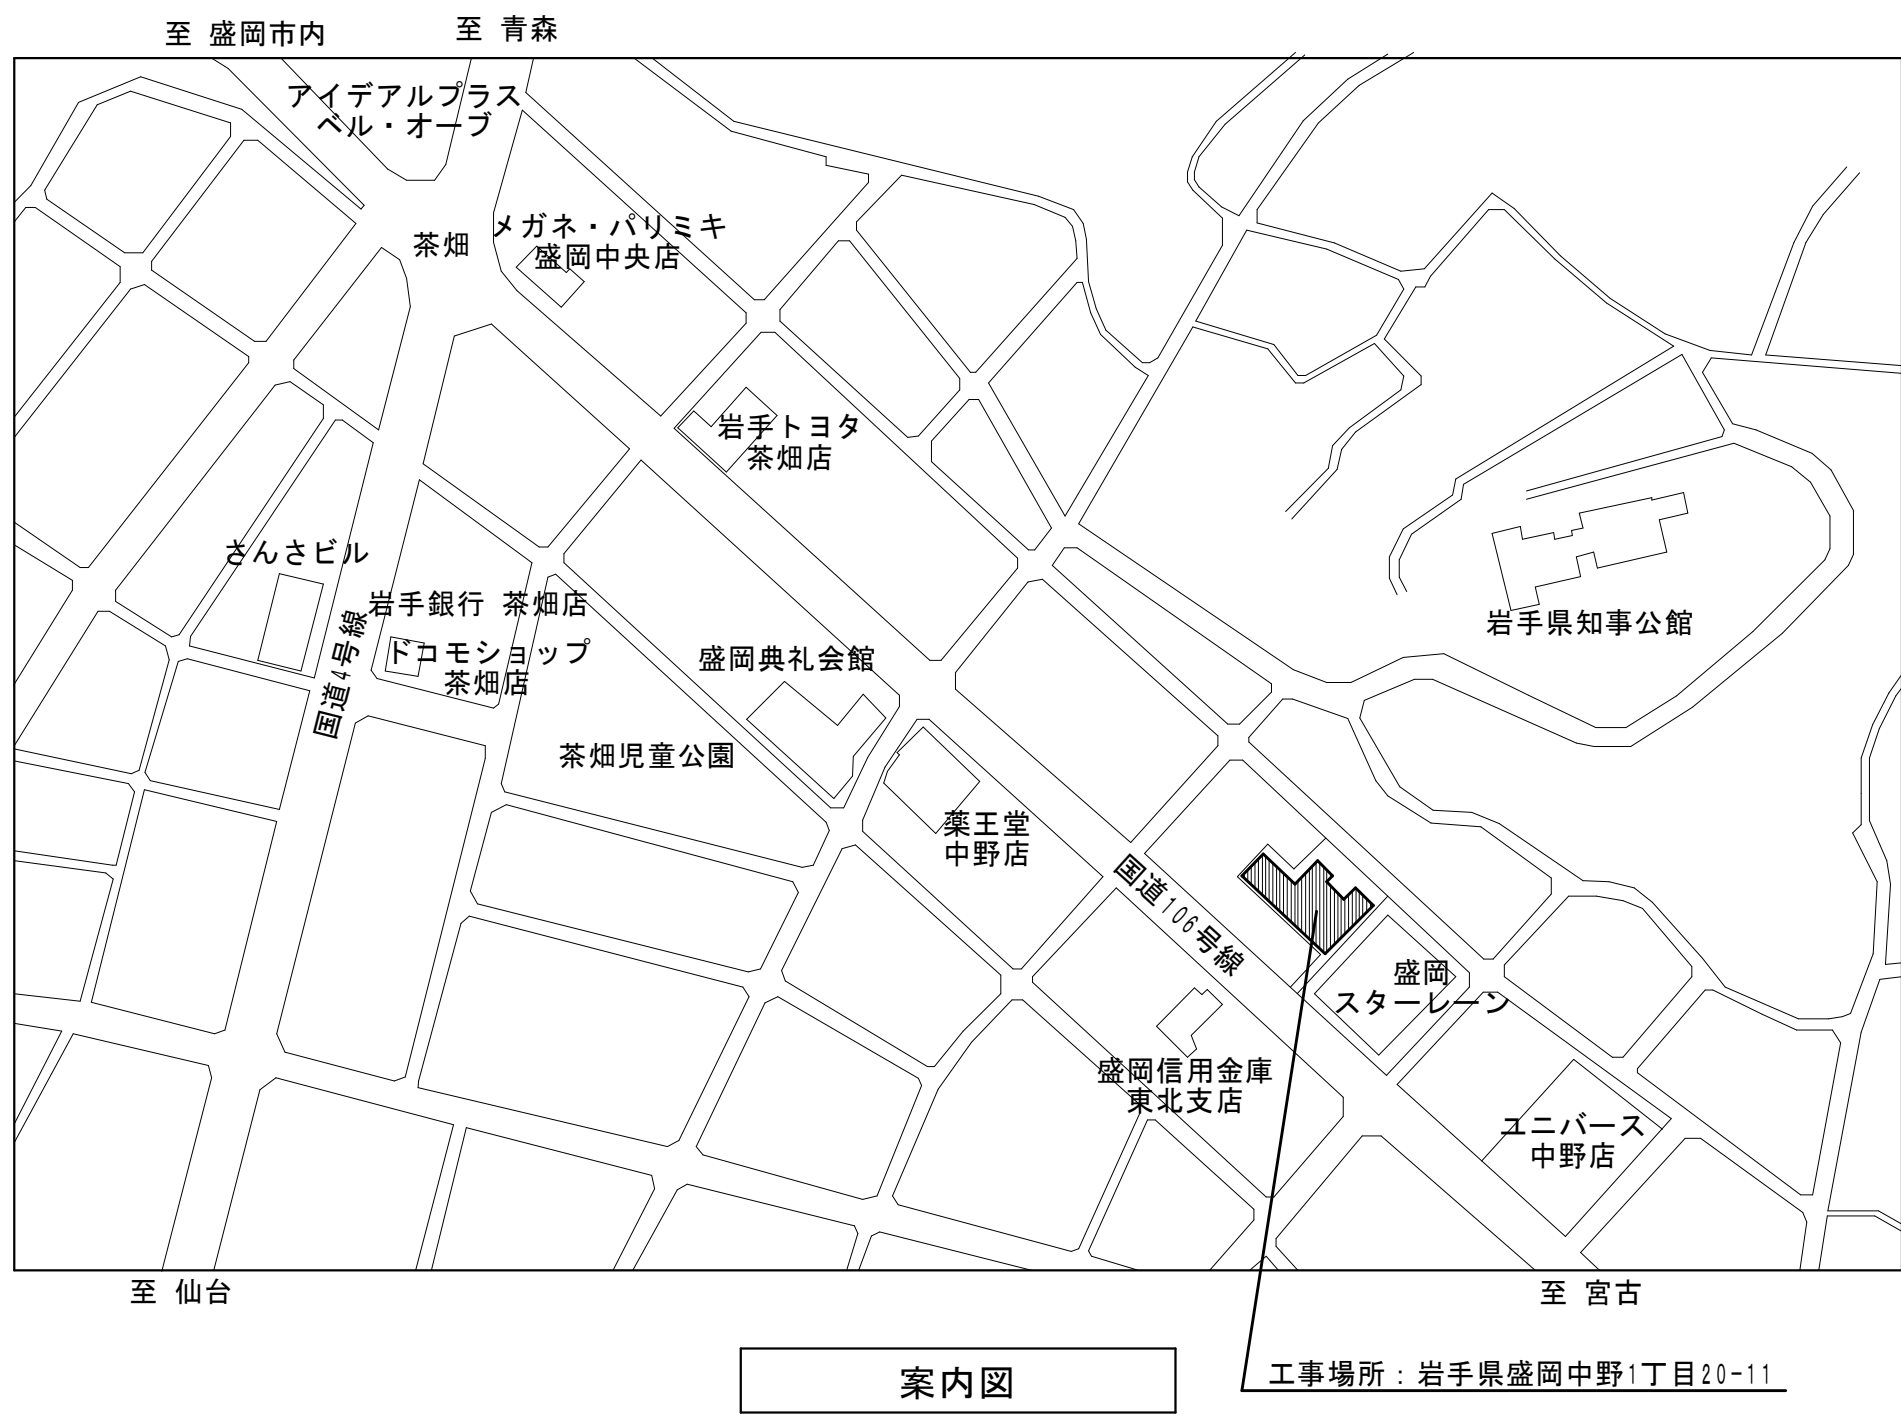 至 盛岡市内
至 青森
アイデアルプラス
ベル・オーブ
メガネ・パリミキ
盛岡中央店
茶畑
岩手トヨタ
茶畑店
さんさビル
岩手銀行 茶畑店
ドコモショップ
茶畑店
国道4号線
盛岡典礼会館
岩手県知事公館
茶畑児童公園
薬王堂
中野店
国道106号線
盛岡
スターレーン
盛岡信用金庫
東北支店
ユニバース
中野店
至 仙台
至 宮古
案内図
工事場所：岩手県盛岡中野1丁目20-11